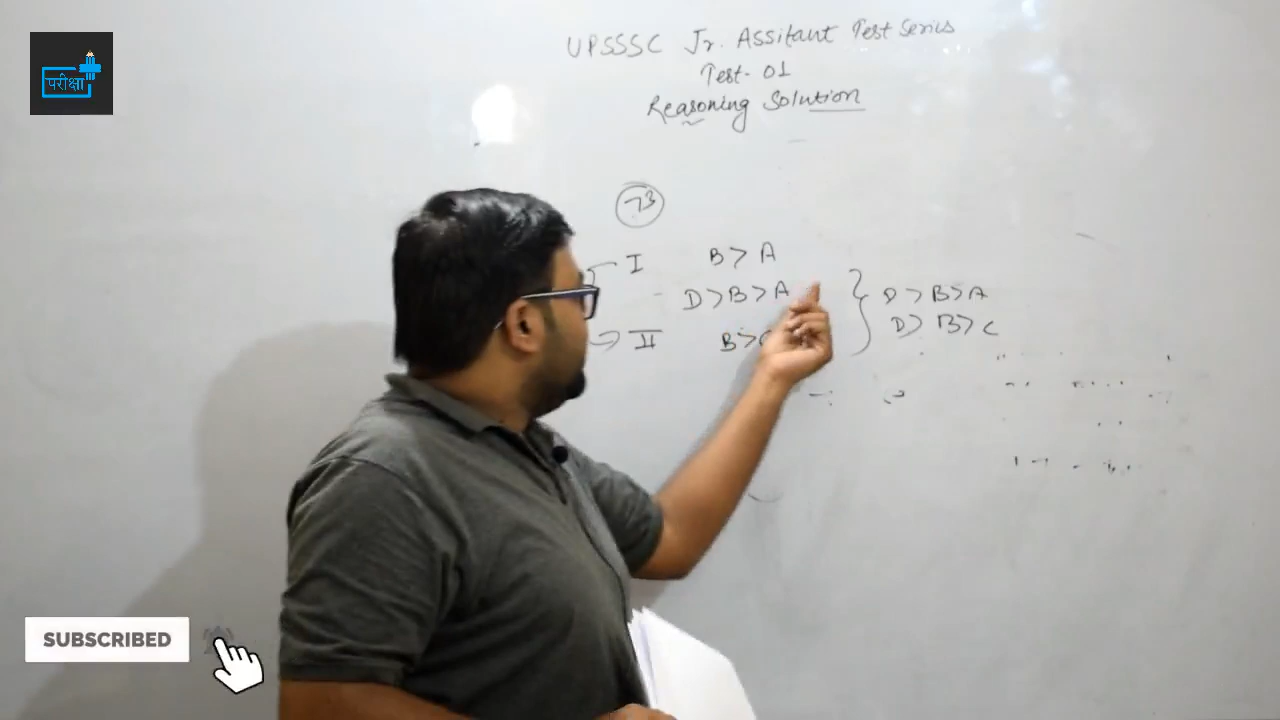 परीक्षा
UPSSSC Jr. Assitant Test Series
Test-01
Reasoning Solution
73
I B > A
D > B > A
II B >
D > B > A
D > B > C
SUBSCRIBED